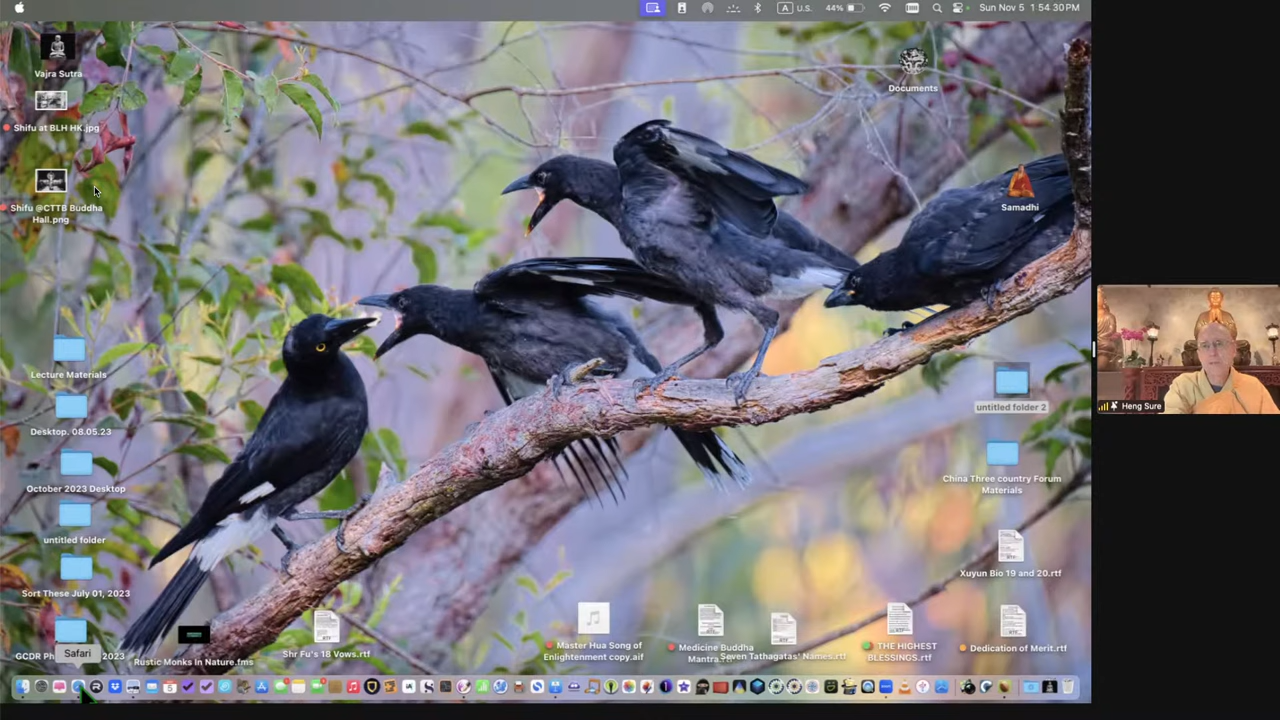 U.S.
44%
Sun Nov 5 1 54 30 PM
Vajra Sutra
Shifu at BLH HK.jpg
Shifu @CTTB Buddha
Hall.png
Documents
Samadhi
Lecture Materials
Desktop, 08.05.23
October 2023 Desktop
untitled folder
Sort These July 01, 2023
Safari
GCDR Ph
2023
Rustic Monks In Nature.fms
Shr Fu's 18 Vows.rtf
Master Hua Song of
Enlightenment copy.aif
Medicine Buddha
Mantra
Seven Tathagatas' Names.rtf
THE HIGHEST
BLESSINGS.rtf
Dedication of Merit.rtf
untitled folder 2
China Three country Forum
Materials
Xuyun Bio 19 and 20.rtf
Heng Sure